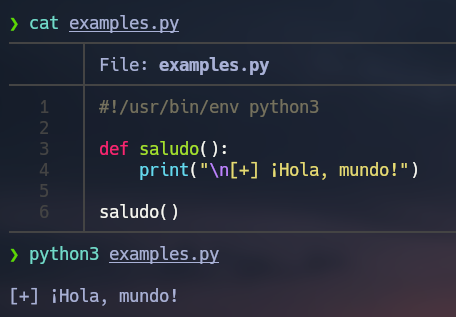 ❯ cat examples.py
File: examples.py
1 #!/usr/bin/env python3
2
3 def saludo():
4     print("\n[+] ¡Hola, mundo!")
5
6 saludo()
❯ python3 examples.py
[+] ¡Hola, mundo!